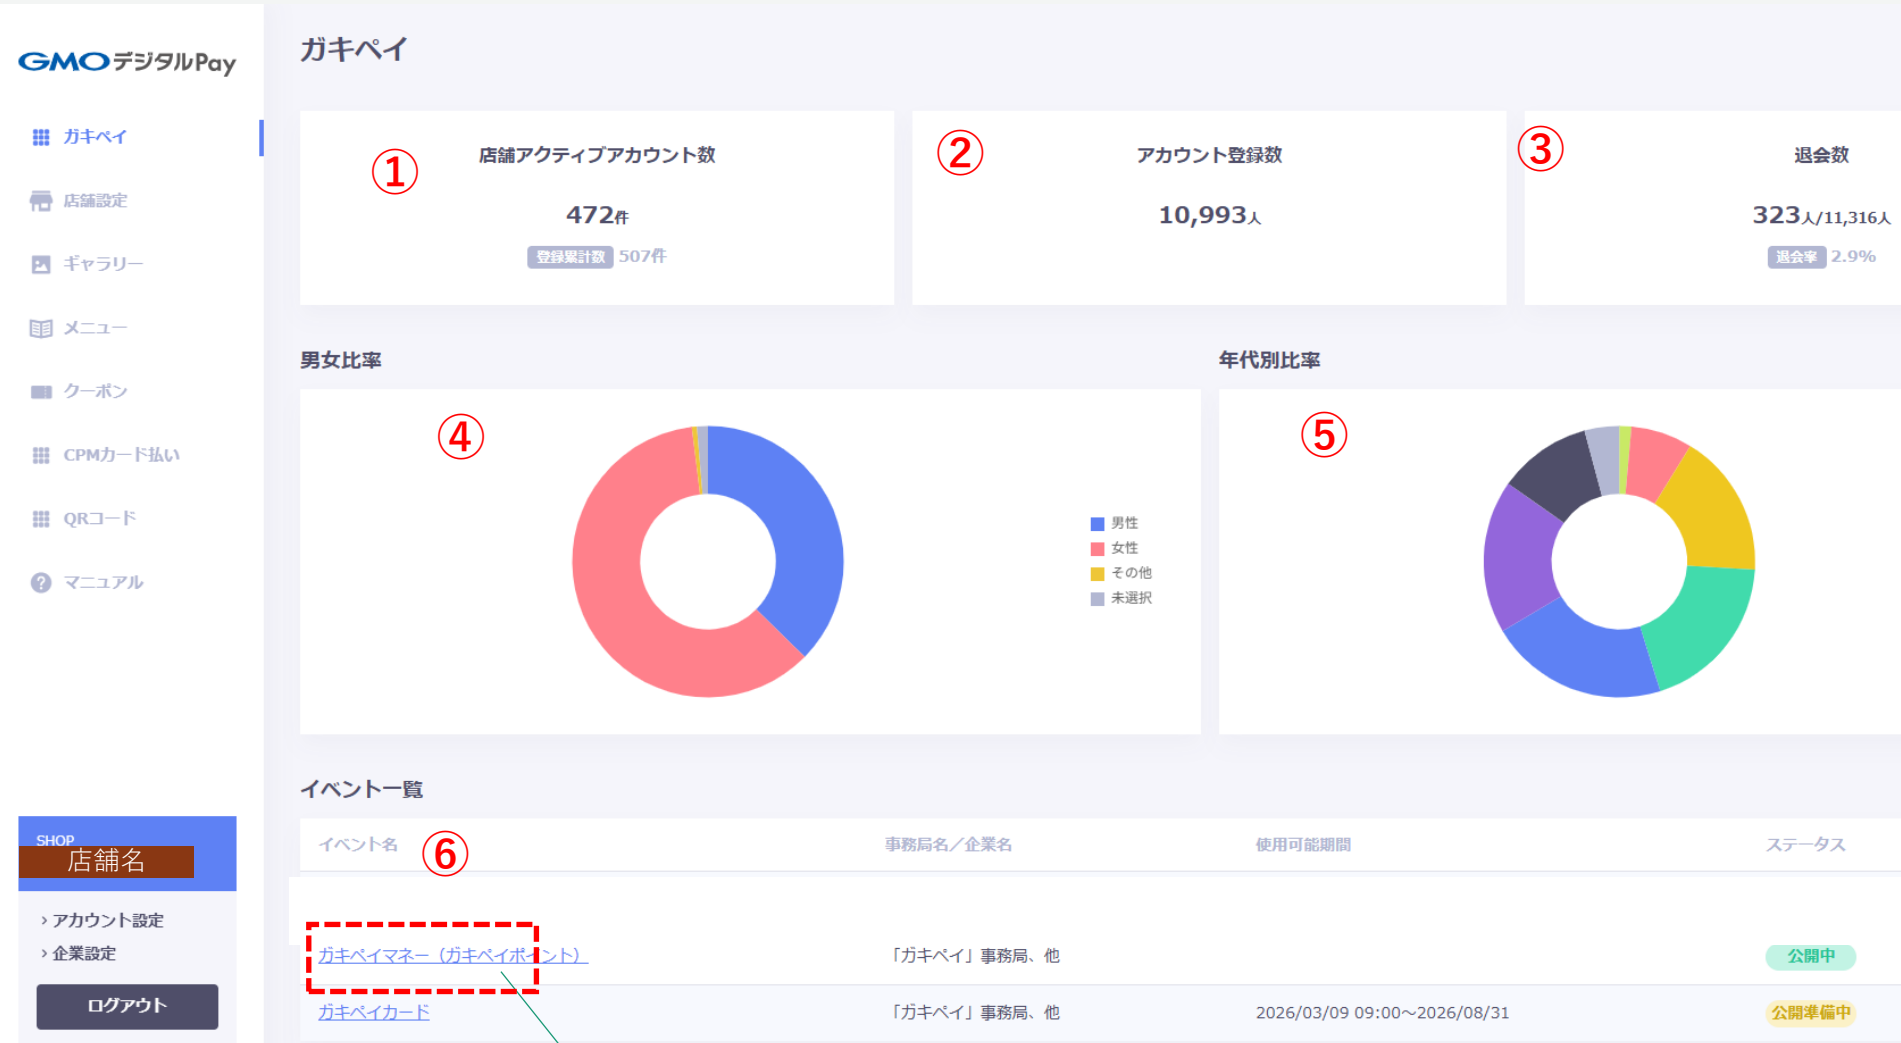 GMOデジタルPay
ガキペイ
店舗設定
ギャラリー
メニュー
クーポン
CPMカード払い
QRコード
マニュアル
SHOP
店舗名
› アカウント設定
› 企業設定
ログアウト
ガキペイ
①
店舗アクティブアカウント数
472件
登録累計数 507件
②
アカウント登録数
10,993人
③
退会数
323人/11,316人
退会率 2.9%
男女比率
④
男性
女性
その他
未選択
年代別比率
⑤
イベント一覧
イベント名 ⑥ 事務局名／企業名 使用可能期間 ステータス
ガキペイマネー（ガキペイポイント） 「ガキペイ」事務局、他 公開中
ガキペイカード 「ガキペイ」事務局、他 2026/03/09 09:00～2026/08/31 公開準備中